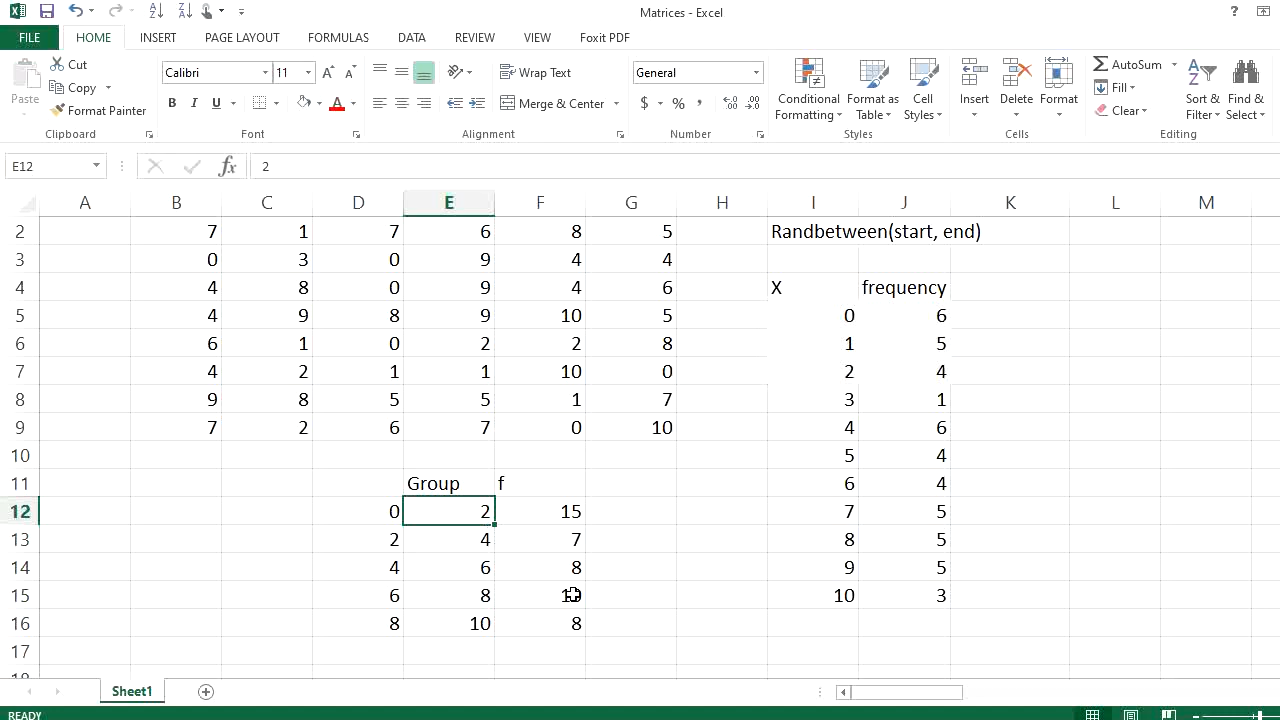 Matrices - Excel
?
FILE HOME INSERT PAGE LAYOUT FORMULAS DATA REVIEW VIEW Foxit PDF
Paste Cut Copy Format Painter
Calibri 11
B I U
Wrap Text
Merge & Center
General
$ %
Conditional Formatting Format as Table Cell Styles
Insert Delete Format
AutoSum Fill Clear
Sort & Filter Find & Select
Clipboard Font Alignment Number Styles Cells Editing
E12 fx 2
A B C D E F G H I J K L M
2 7 1 7 6 8 5 Randbetween(start, end)
3 0 3 0 9 4 4
4 4 8 0 9 4 6 X frequency
5 4 9 8 9 10 5 0 6
6 6 1 0 2 2 8 1 5
7 4 2 1 1 10 0 2 4
8 9 8 5 5 1 7 3 1
9 7 2 6 7 0 10 4 6
10 5 4
11 Group f 6 4
12 0 2 15 7 5
13 2 4 7 8 5
14 4 6 8 9 5
15 6 8 10 3
16 8 10 8
17
Sheet1
READY